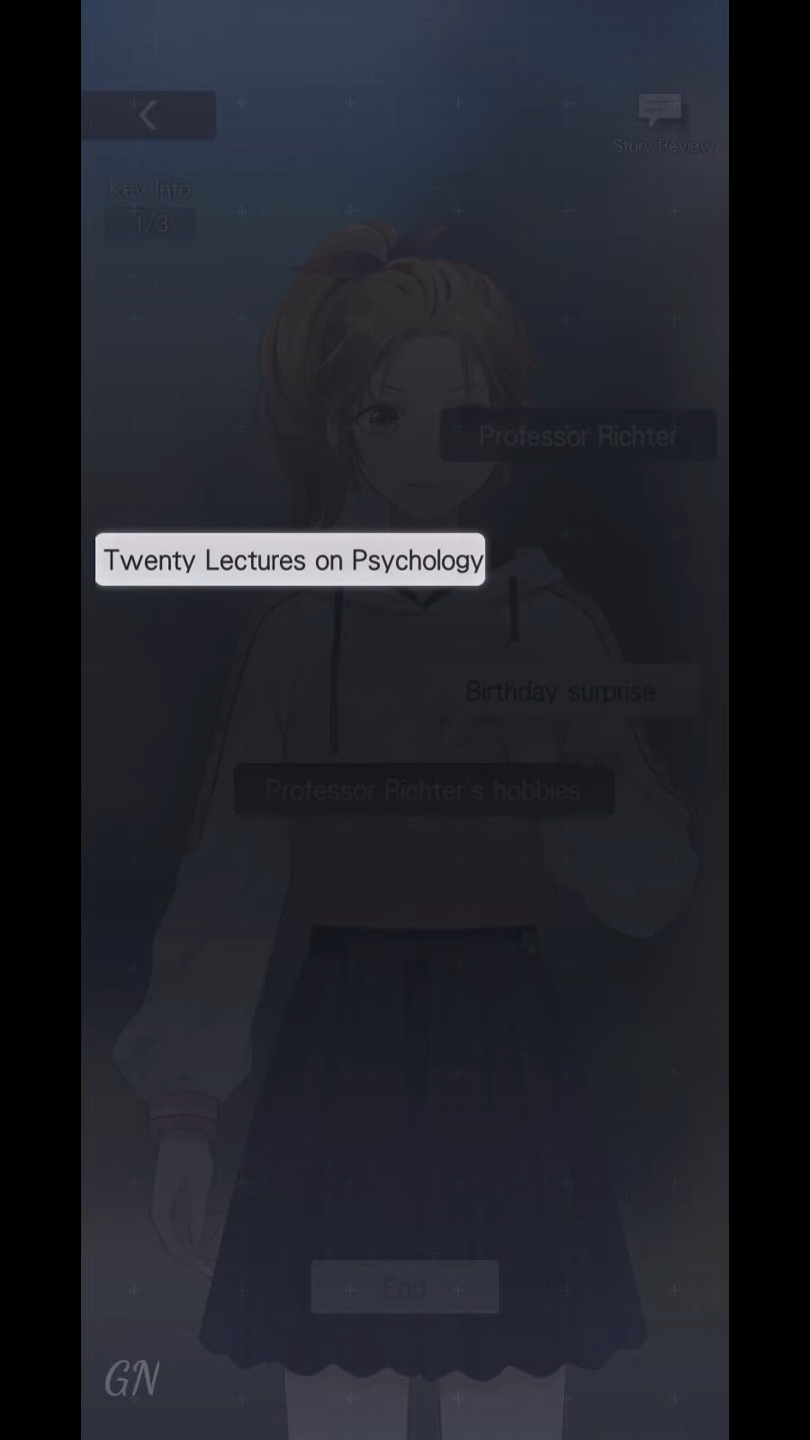 Story Review
Key Info
1/3
Professor Richter
Twenty Lectures on Psychology
Birthday surprise
Professor Richter's hobbies
End
GN